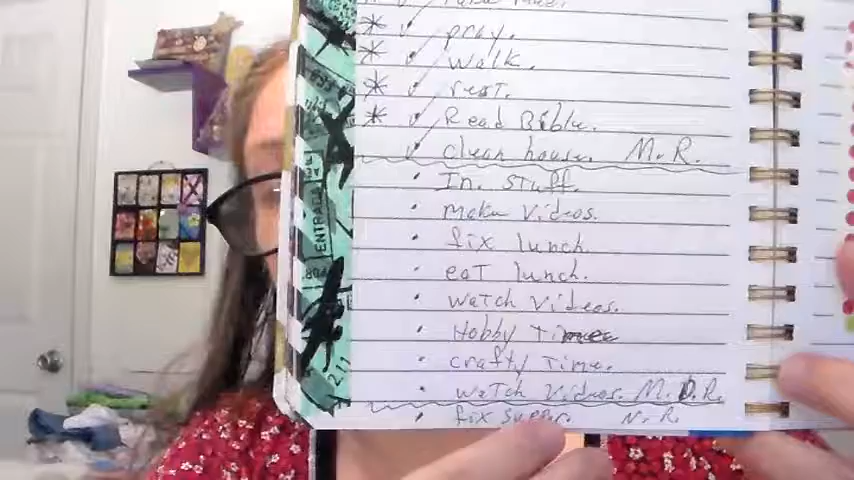 pray.
walk.
rest.
Read Bible.
clean house. M.R.
In. stuff.
make videos.
fix lunch.
eat lunch.
watch videos.
Hobby Time
crafty Time.
watch videos. M.D.R.
fix supper. N.R.
ENTRADA